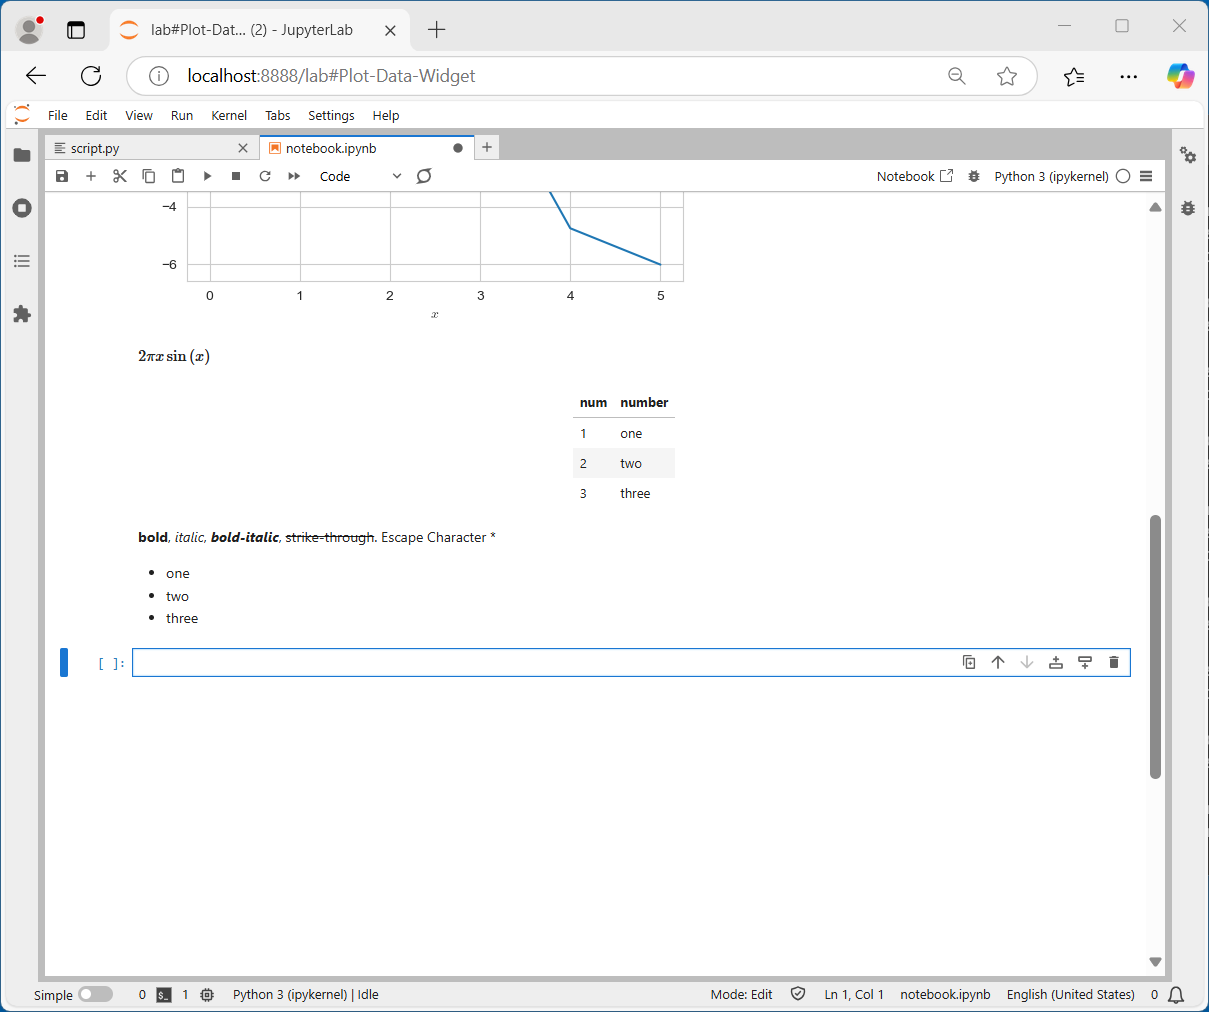 lab#Plot-Dat... (2) - JupyterLab
localhost:8888/lab#Plot-Data-Widget
File Edit View Run Kernel Tabs Settings Help
script.py notebook.ipynb
Code Notebook Python 3 (ipykernel)
−4
−6
0 1 2 3 4 5
x
2πx sin (x)
num number
1 one
2 two
3 three
bold, italic, bold-italic, strike-through. Escape Character *
• one
• two
• three
[ ]:
Simple 0 $_ 1 Python 3 (ipykernel) | Idle Mode: Edit Ln 1, Col 1 notebook.ipynb English (United States) 0